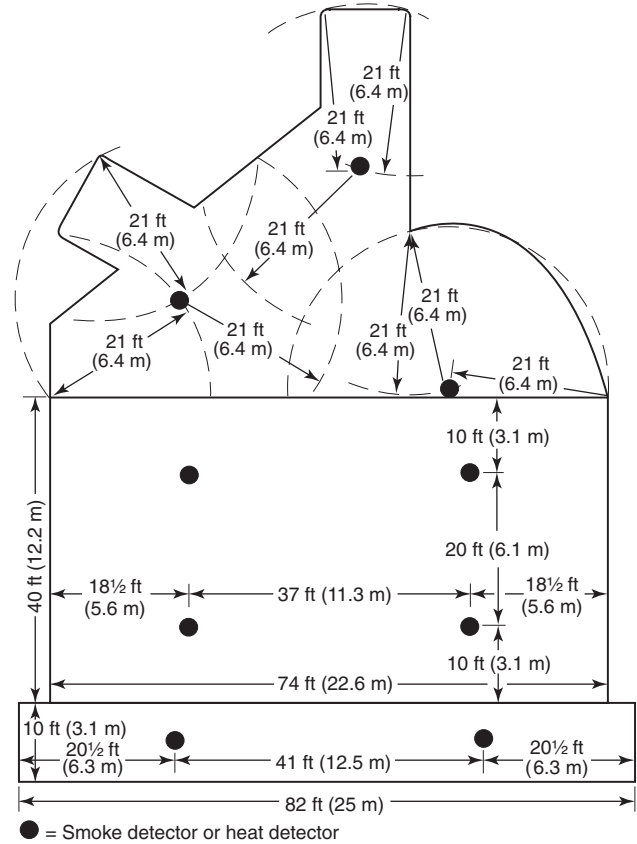 21 ft
(6.4 m)
21 ft
(6.4 m)
21 ft
(6.4 m)
21 ft
(6.4 m)
21 ft
(6.4 m)
21 ft
(6.4 m)
21 ft
(6.4 m)
21 ft
(6.4 m)
21 ft
(6.4 m)
10 ft (3.1 m)
40 ft (12.2 m)
20 ft (6.1 m)
18½ ft
(5.6 m)
37 ft (11.3 m)
18½ ft
(5.6 m)
10 ft (3.1 m)
74 ft (22.6 m)
10 ft (3.1 m)
20½ ft
(6.3 m)
41 ft (12.5 m)
20½ ft
(6.3 m)
82 ft (25 m)
= Smoke detector or heat detector